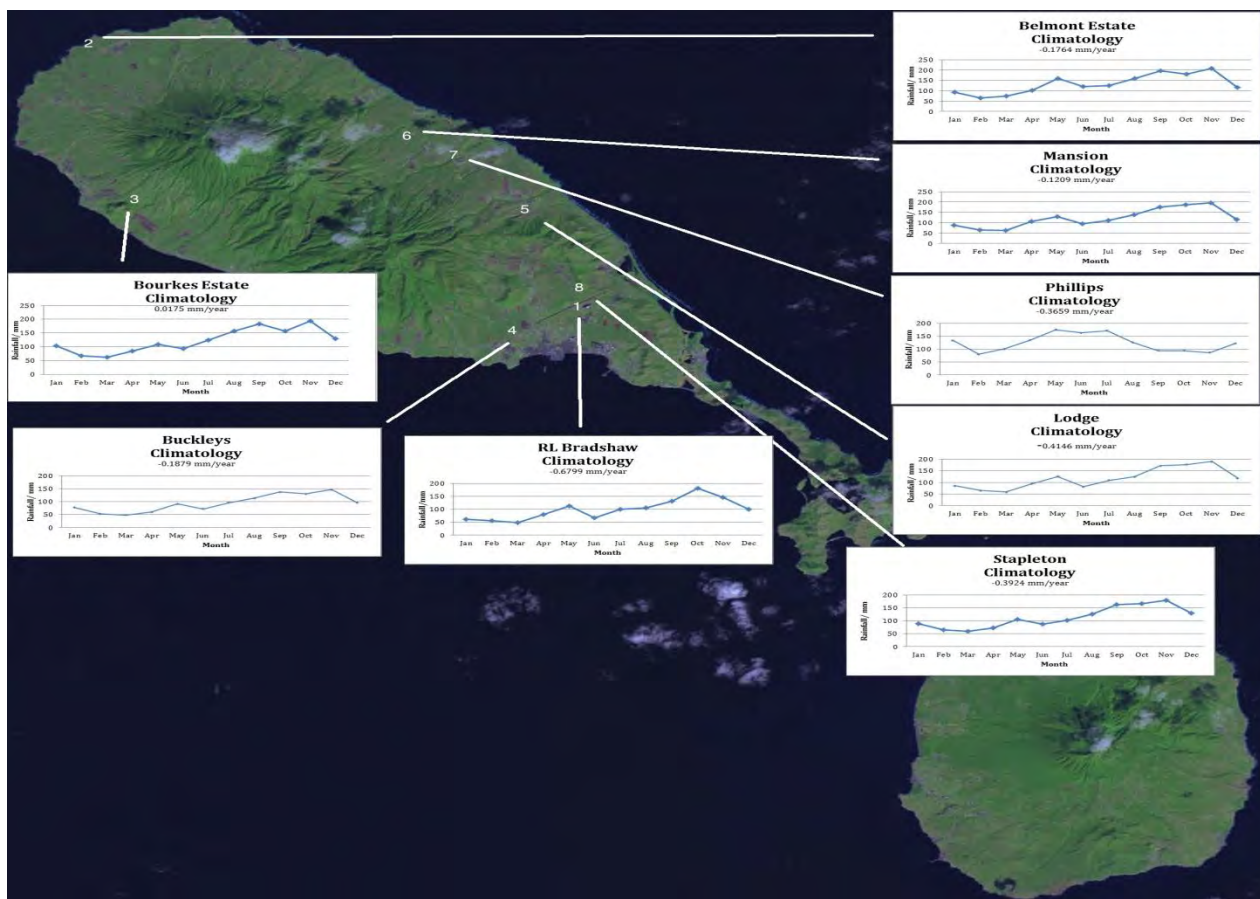 2
6
7
3
5
8
1
4
Belmont Estate
Climatology
-0.1764 mm/year
Rainfall/ mm
250
200
150
100
50
0
Jan Feb Mar Apr May Jun Jul Aug Sep Oct Nov Dec
Month
Mansion
Climatology
-0.1209 mm/year
Rainfall/ mm
250
200
150
100
50
0
Jan Feb Mar Apr May Jun Jul Aug Sep Oct Nov Dec
Month
Phillips
Climatology
-0.3659 mm/year
Rainfall/ mm
200
150
100
50
0
Jan Feb Mar Apr May Jun Jul Aug Sep Oct Nov Dec
Month
Lodge
Climatology
-0.4146 mm/year
Rainfall/ mm
200
150
100
50
0
Jan Feb Mar Apr May Jun Jul Aug Sep Oct Nov Dec
Month
Bourkes Estate
Climatology
0.0175 mm/year
Rainfall/ mm
250
200
150
100
50
0
Jan Feb Mar Apr May Jun Jul Aug Sep Oct Nov Dec
Month
Buckleys
Climatology
-0.1879 mm/year
Rainfall/ mm
200
150
100
50
0
Jan Feb Mar Apr May Jun Jul Aug Sep Oct Nov Dec
Month
RL Bradshaw
Climatology
-0.6799 mm/year
Rainfall/mm
200
150
100
50
0
Jan Feb Mar Apr May Jun Jul Aug Sep Oct Nov Dec
Month
Stapleton
Climatology
-0.3924 mm/year
Rainfall/ mm
200
150
100
50
0
Jan Feb Mar Apr May Jun Jul Aug Sep Oct Nov Dec
Month